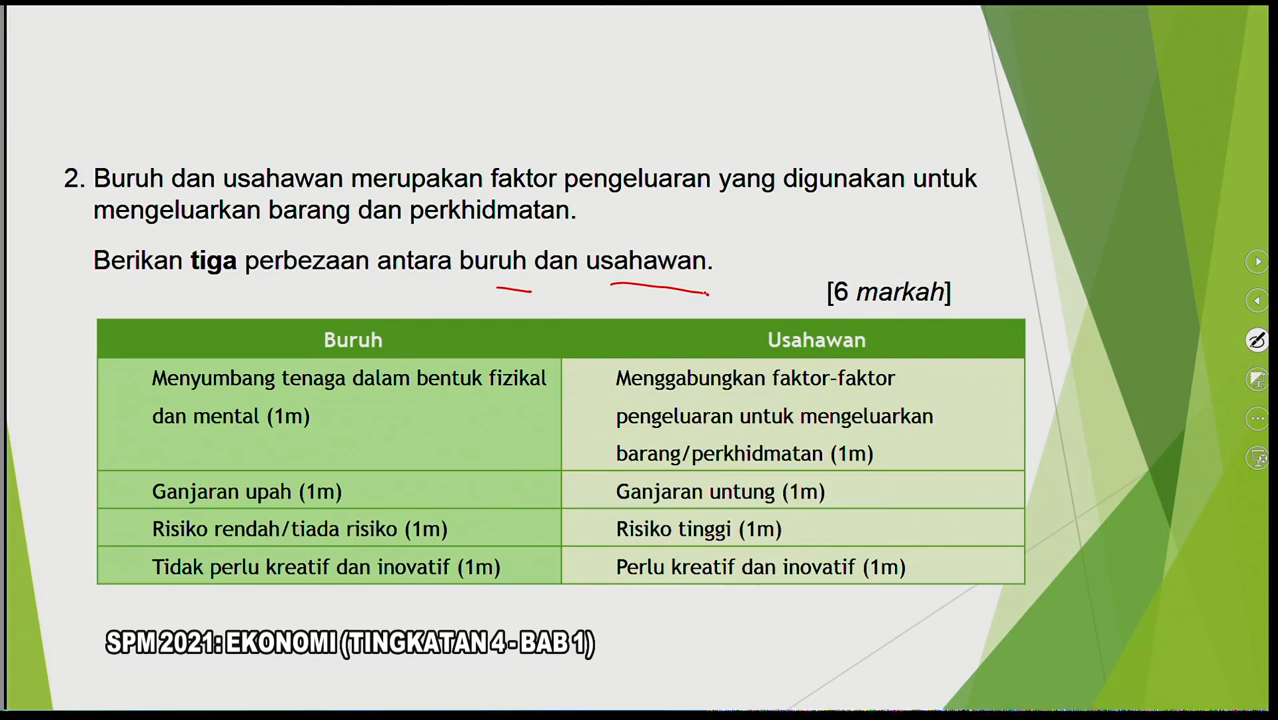 2. Buruh dan usahawan merupakan faktor pengeluaran yang digunakan untuk
mengeluarkan barang dan perkhidmatan.
Berikan tiga perbezaan antara buruh dan usahawan.
[6 markah]
Buruh
Usahawan
Menyumbang tenaga dalam bentuk fizikal
dan mental (1m)
Menggabungkan faktor-faktor
pengeluaran untuk mengeluarkan
barang/perkhidmatan (1m)
Ganjaran upah (1m)
Ganjaran untung (1m)
Risiko rendah/tiada risiko (1m)
Risiko tinggi (1m)
Tidak perlu kreatif dan inovatif (1m)
Perlu kreatif dan inovatif (1m)
SPM 2021: EKONOMI (TINGKATAN 4 - BAB 1)